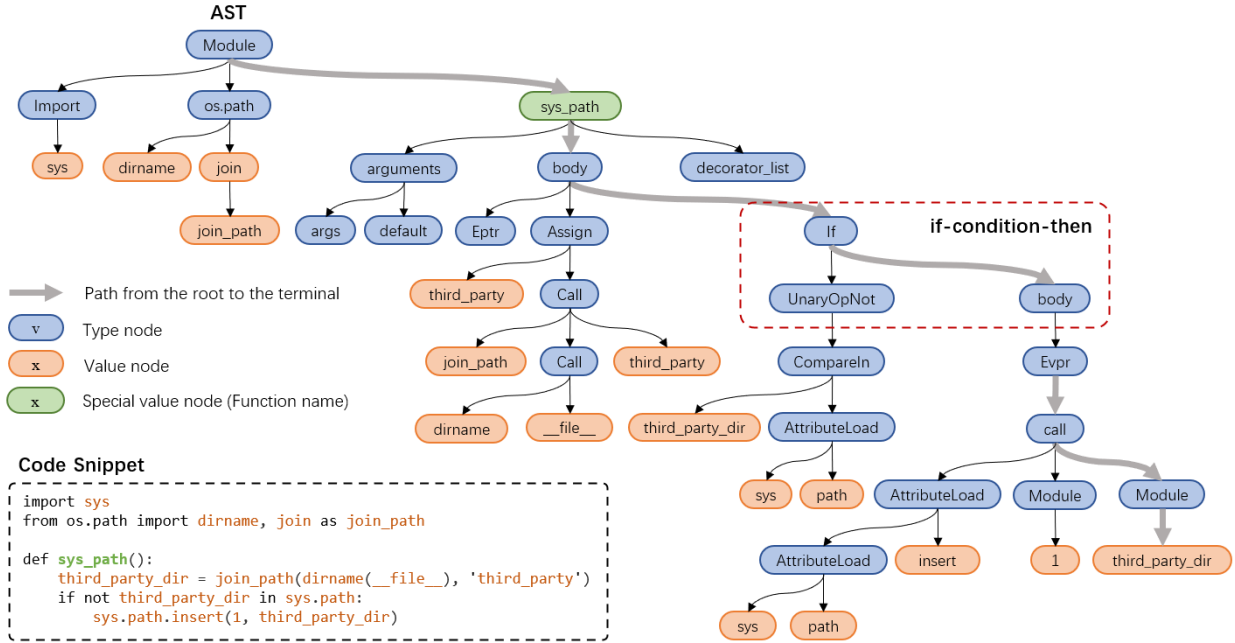 AST
Module
Import
os.path
sys_path
sys
dirname
join
arguments
body
decorator_list
join_path
args
default
Eptr
Assign
If
if-condition-then
Path from the root to the terminal
third_party
Call
UnaryOpNot
body
v
Type node
x
Value node
join_path
Call
third_party
CompareIn
Evpr
x
Special value node (Function name)
dirname
__file__
third_party_dir
AttributeLoad
call
sys
path
AttributeLoad
Module
Module
AttributeLoad
insert
1
third_party_dir
sys
path
Code Snippet
import sys
from os.path import dirname, join as join_path
def sys_path():
    third_party_dir = join_path(dirname(__file__), 'third_party')
    if not third_party_dir in sys.path:
        sys.path.insert(1, third_party_dir)